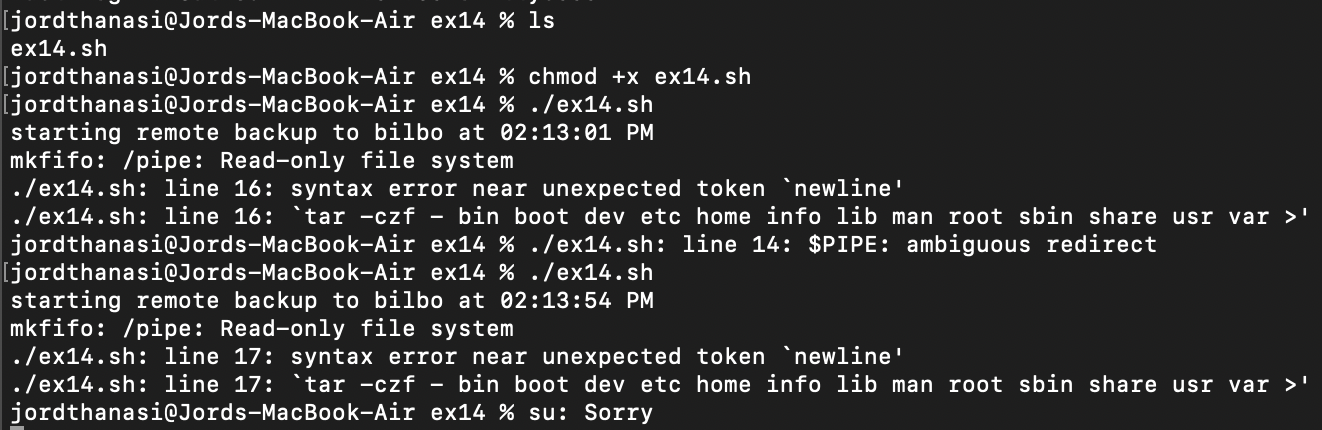 [jordthanasi@Jords-MacBook-Air ex14 % ls
ex14.sh
[jordthanasi@Jords-MacBook-Air ex14 % chmod +x ex14.sh
[jordthanasi@Jords-MacBook-Air ex14 % ./ex14.sh
starting remote backup to bilbo at 02:13:01 PM
mkfifo: /pipe: Read-only file system
./ex14.sh: line 16: syntax error near unexpected token `newline'
./ex14.sh: line 16: `tar -czf - bin boot dev etc home info lib man root sbin share usr var >'
jordthanasi@Jords-MacBook-Air ex14 % ./ex14.sh: line 14: $PIPE: ambiguous redirect
[jordthanasi@Jords-MacBook-Air ex14 % ./ex14.sh
starting remote backup to bilbo at 02:13:54 PM
mkfifo: /pipe: Read-only file system
./ex14.sh: line 17: syntax error near unexpected token `newline'
./ex14.sh: line 17: `tar -czf - bin boot dev etc home info lib man root sbin share usr var >'
jordthanasi@Jords-MacBook-Air ex14 % su: Sorry